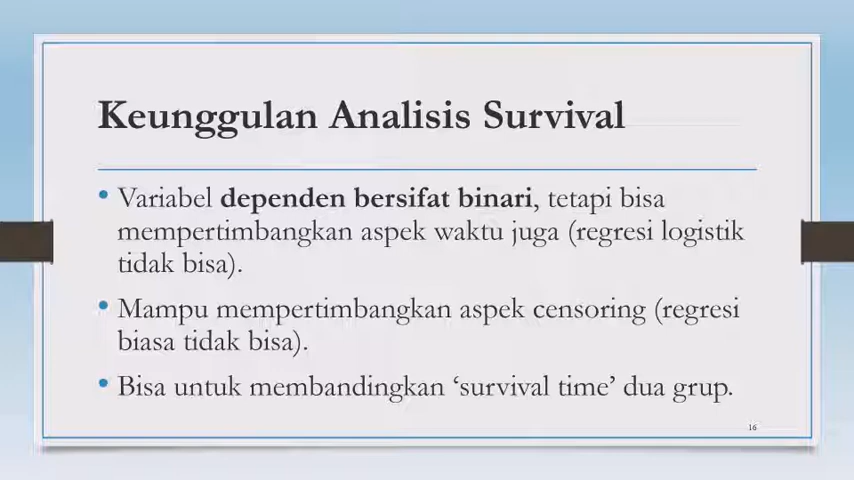 Keunggulan Analisis Survival
• Variabel dependen bersifat binari, tetapi bisa
mempertimbangkan aspek waktu juga (regresi logistik
tidak bisa).
• Mampu mempertimbangkan aspek censoring (regresi
biasa tidak bisa).
• Bisa untuk membandingkan ‘survival time’ dua grup.
16